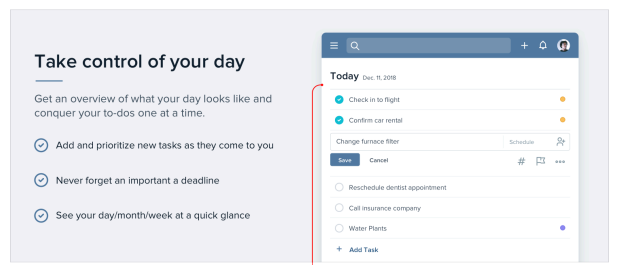 Take control of your day
Get an overview of what your day looks like and
conquer your to-dos one at a time.
Add and prioritize new tasks as they come to you
Never forget an important a deadline
See your day/month/week at a quick glance
Today Dec. 11, 2018
Check in to flight
Confirm car rental
Change furnace filter Schedule
Save Cancel
Reschedule dentist appointment
Call insurance company
Water Plants
+ Add Task